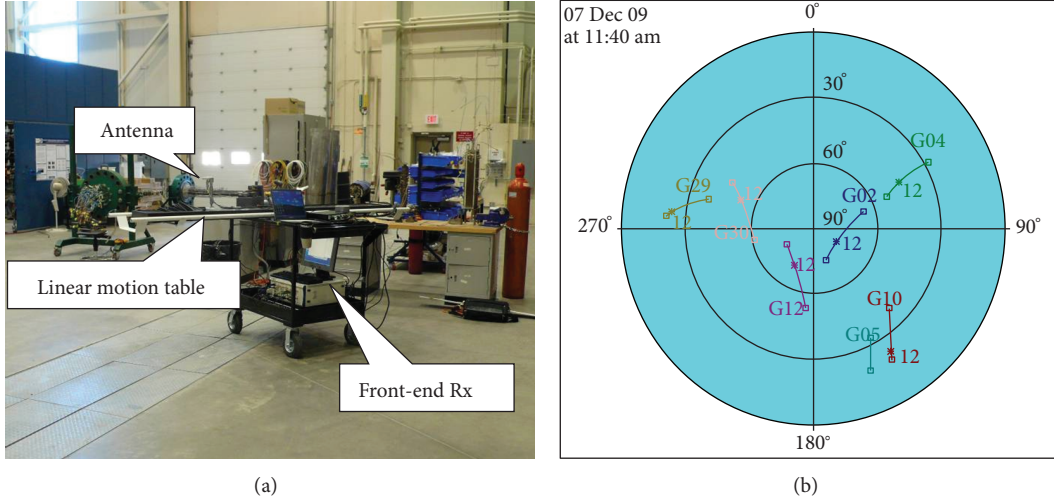 Antenna
Linear motion table
Front-end Rx
(a)
07 Dec 09
at 11:40 am
0°
30°
60°
90°
270°
90°
180°
G04
12
G29
12
G02
12
12
G30
12
G12
G10
G05
12
(b)